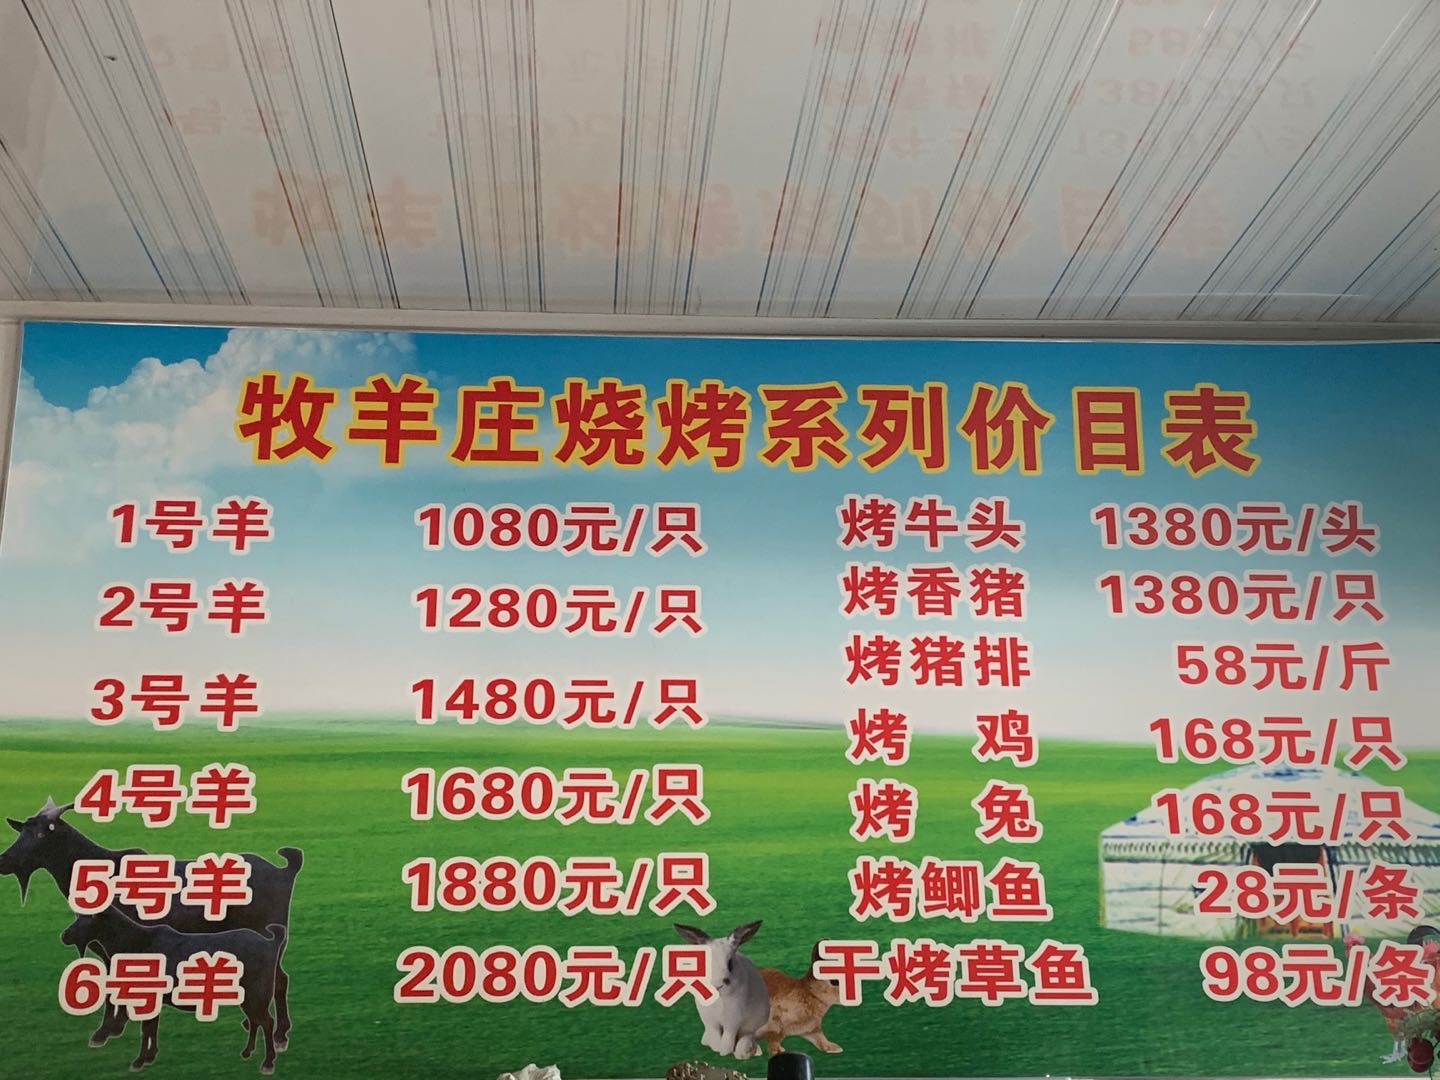 牧羊庄烧烤系列价目表
1号羊 1080元/只
2号羊 1280元/只
3号羊 1480元/只
4号羊 1680元/只
5号羊 1880元/只
6号羊 2080元/只
烤牛头 1380元/头
烤香猪 1380元/只
烤猪排 58元/斤
烤 鸡 168元/只
烤 兔 168元/只
烤鲫鱼 28元/条
干烤草鱼 98元/条